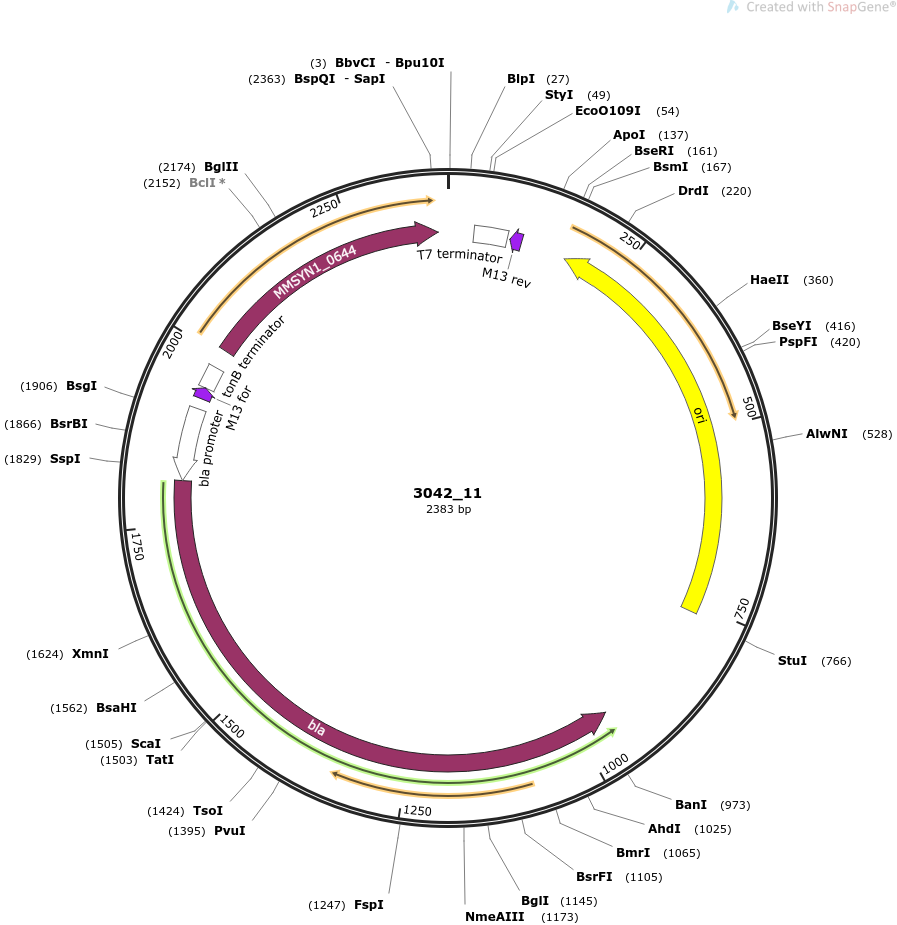 Created with SnapGene®
(3) BbvCI - Bpu10I
(2363) BspQI - SapI
BlpI (27)
StyI (49)
EcoO109I (54)
ApoI (137)
BseRI (161)
BsmI (167)
DrdI (220)
HaeII (360)
BseYI (416)
PspFI (420)
AlwNI (528)
StuI (766)
BanI (973)
AhdI (1025)
BmrI (1065)
BsrFI (1105)
BglI (1145)
NmeAIII (1173)
(1247) FspI
(1395) PvuI
(1424) TsoI
(1503) TatI
(1505) ScaI
(1562) BsaHI
(1624) XmnI
(1829) SspI
(1866) BsrBI
(1906) BsgI
(2152) BclI *
(2174) BglII
250
500
750
1000
1250
1500
1750
2000
2250
T7 terminator
M13 rev
ori
bla
bla promoter
M13 for
tonB terminator
MMSYN1_0644
3042_11
2383 bp